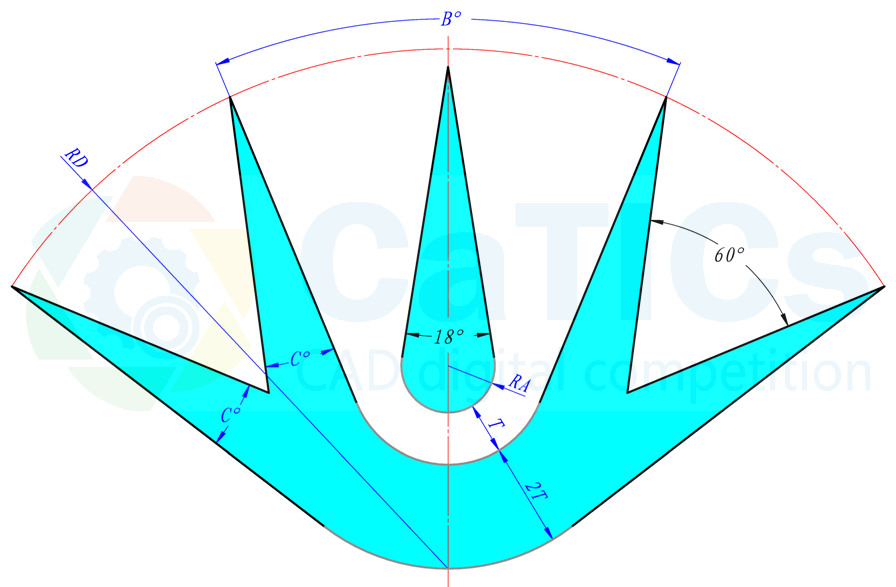 B°
RD
CaTICs
60°
18°
C°
CAD digital competition
RA
C°
T
2T